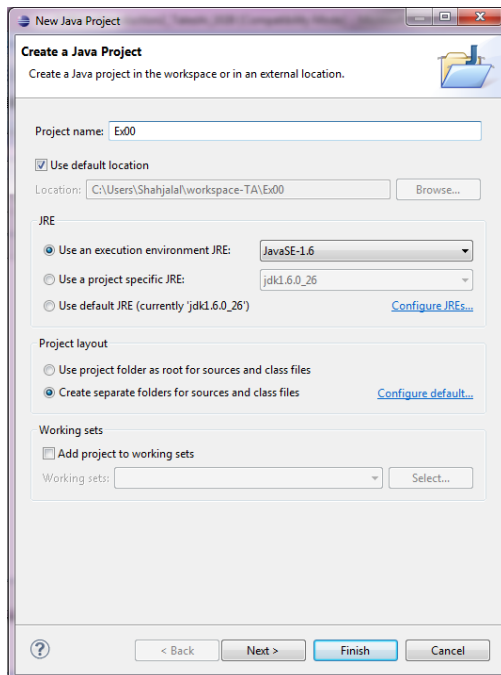 New Java Project
Create a Java Project
Create a Java project in the workspace or in an external location.
Project name: Ex00
Use default location
Location: C:\Users\Shahjalal\workspace-TA\Ex00 Browse...
JRE
Use an execution environment JRE: JavaSE-1.6
Use a project specific JRE: jdk1.6.0_26
Use default JRE (currently 'jdk1.6.0_26') Configure JREs...
Project layout
Use project folder as root for sources and class files
Create separate folders for sources and class files Configure default...
Working sets
Add project to working sets
Working sets: Select...
? < Back Next > Finish Cancel